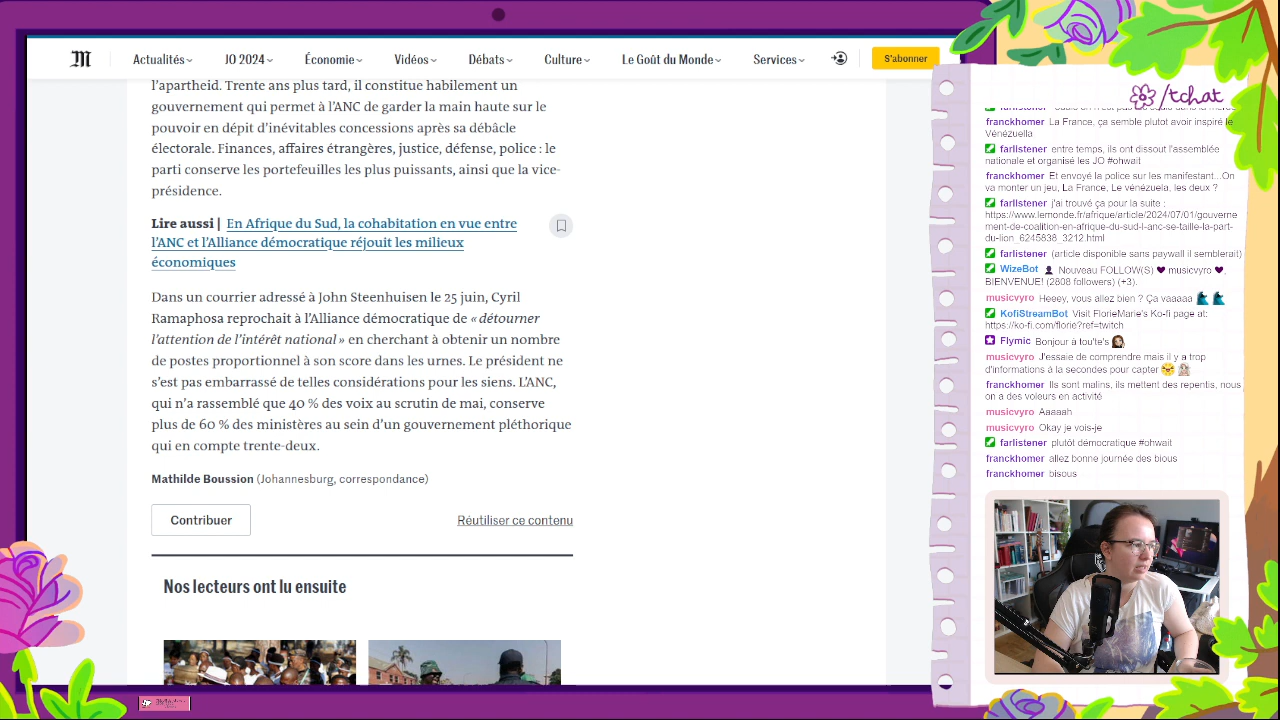 M
Actualités
JO 2024
Économie
Vidéos
Débats
Culture
Le Goût du Monde
Services
S'abonner
l'apartheid. Trente ans plus tard, il constitue habilement un
gouvernement qui permet à l'ANC de garder la main haute sur le
pouvoir en dépit d'inévitables concessions après sa débâcle
électorale. Finances, affaires étrangères, justice, défense, police : le
parti conserve les portefeuilles les plus puissants, ainsi que la vice-
présidence.
Lire aussi | En Afrique du Sud, la cohabitation en vue entre
l'ANC et l'Alliance démocratique réjouit les milieux
économiques
Dans un courrier adressé à John Steenhuisen le 25 juin, Cyril
Ramaphosa reprochait à l'Alliance démocratique de « détourner
l'attention de l'intérêt national » en cherchant à obtenir un nombre
de postes proportionnel à son score dans les urnes. Le président ne
s'est pas embarrassé de telles considérations pour les siens. L'ANC,
qui n'a rassemblé que 40 % des voix au scrutin de mai, conserve
plus de 60 % des ministères au sein d'un gouvernement pléthorique
qui en compte trente-deux.
Mathilde Boussion (Johannesburg, correspondance)
Contribuer
Réutiliser ce contenu
Nos lecteurs ont lu ensuite
/tchat
franckhomer La France, ça semble plutot avoir inspiré le
Vénézuella
farlistener entre temps, ils ont dissout l'assemblée
nationale et organisé les JO #ohwait
franckhomer Et envoyé la police sur les manifestant...On
va monter un jeu, La France, Le vénézuela, les deux ?
farlistener j'ai trouvé ça pour la suite :
https://www.lemonde.fr/afrique/article/2024/07/01/gouverne
ment-de-coalition-en-afrique-du-sud-l-anc-se-taille-la-part-
du-lion_6245838_3212.html
farlistener (article disponible sans paywall il semblerait)
WizeBot Nouveau FOLLOW(S) musicvyro
BIENVENUE! (2808 followers) (+3).
musicvyro Heeey, vous allez bien ? Ça vaaaaa
KofiStreamBot Visit FlorieMarie's Ko-fi page at:
https://ko-fi.com/florie?ref=twitch
Flymic Bonjour à tou'te's
musicvyro J'essaie de comprendre mais il y a trop
d'informations à la secondes pour capter
franckhomer Ils sont malins, ils mettent des repentis, nous
on a des voleurs en activité
musicvyro Aaaaah
musicvyro Okay je vois-je
farlistener plutôt démocratique #ohwait
franckhomer allez bonne journée des bious
franckhomer bisous